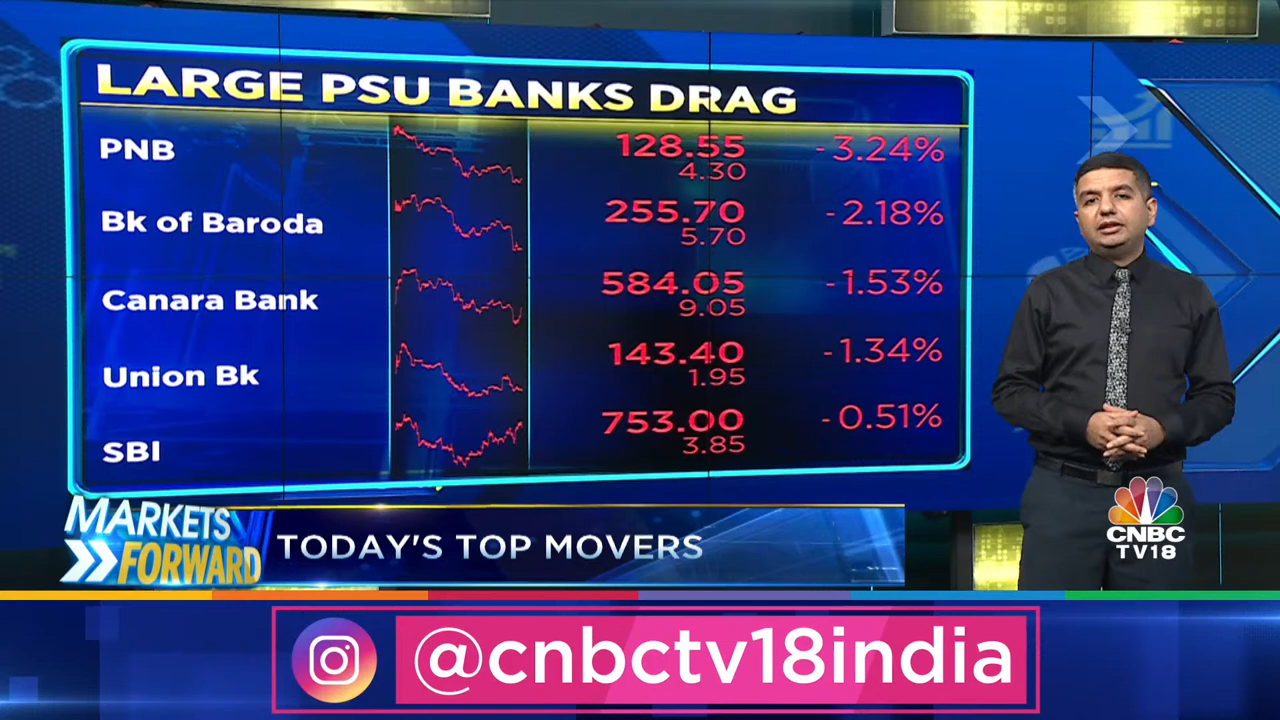 LARGE PSU BANKS DRAG
PNB 128.55 -3.24%
4.30
Bk of Baroda 255.70 -2.18%
5.70
Canara Bank 584.05 -1.53%
9.05
Union Bk 143.40 -1.34%
1.95
SBI 753.00 -0.51%
3.85
MARKETS
FORWARD
TODAY'S TOP MOVERS
CNBC
TV18
@cnbctv18india